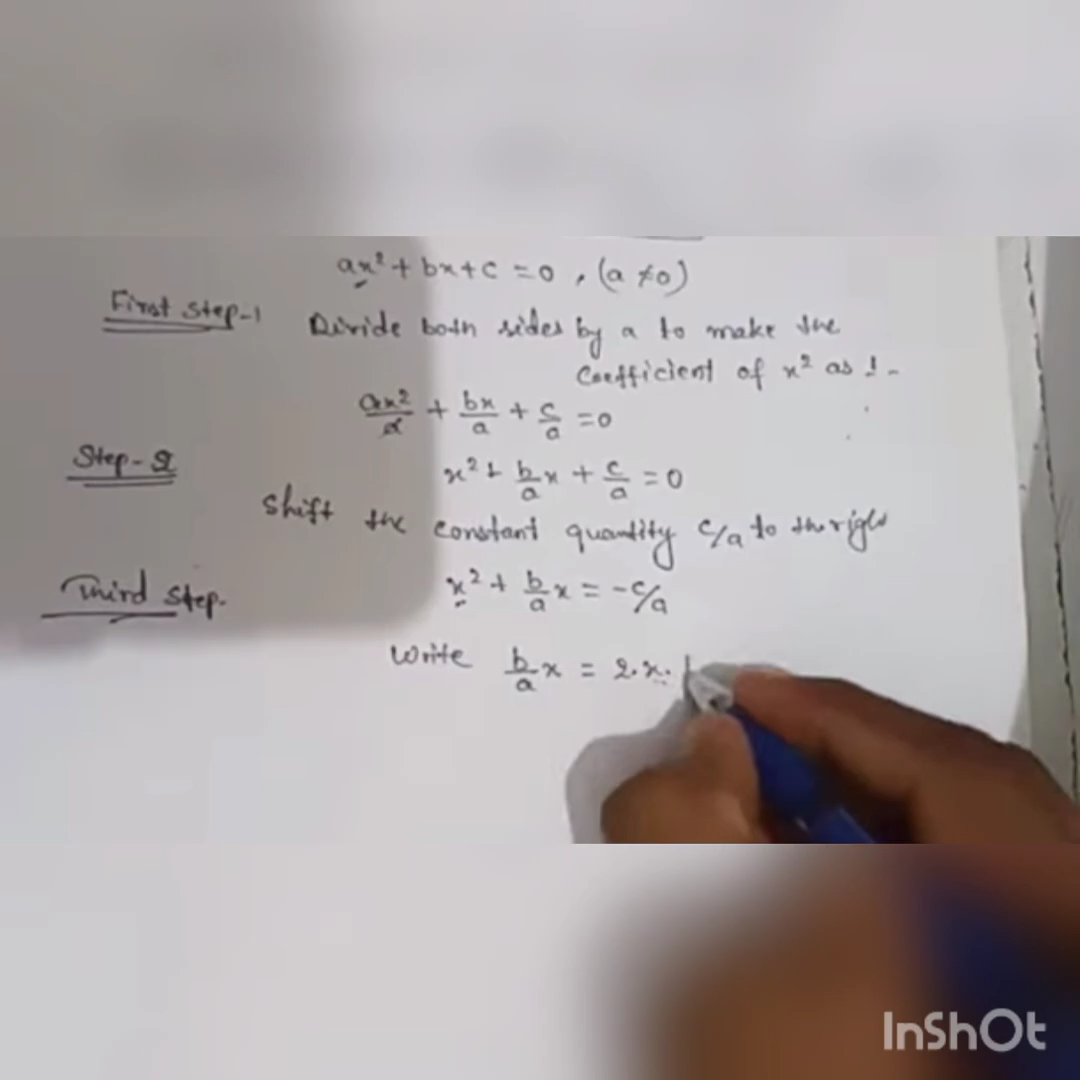 ax² + bx + c = 0 , (a ≠ 0)
First Step-1 Divide both sides by a to make the
coefficient of x² as 1.
ax²/a + bx/a + c/a = 0
Step-2
x² + b/a x + c/a = 0
Shift the constant quantity c/a to the right
Third Step-
x² + b/a x = -c/a
Write b/a x = 2.x.
InShOt